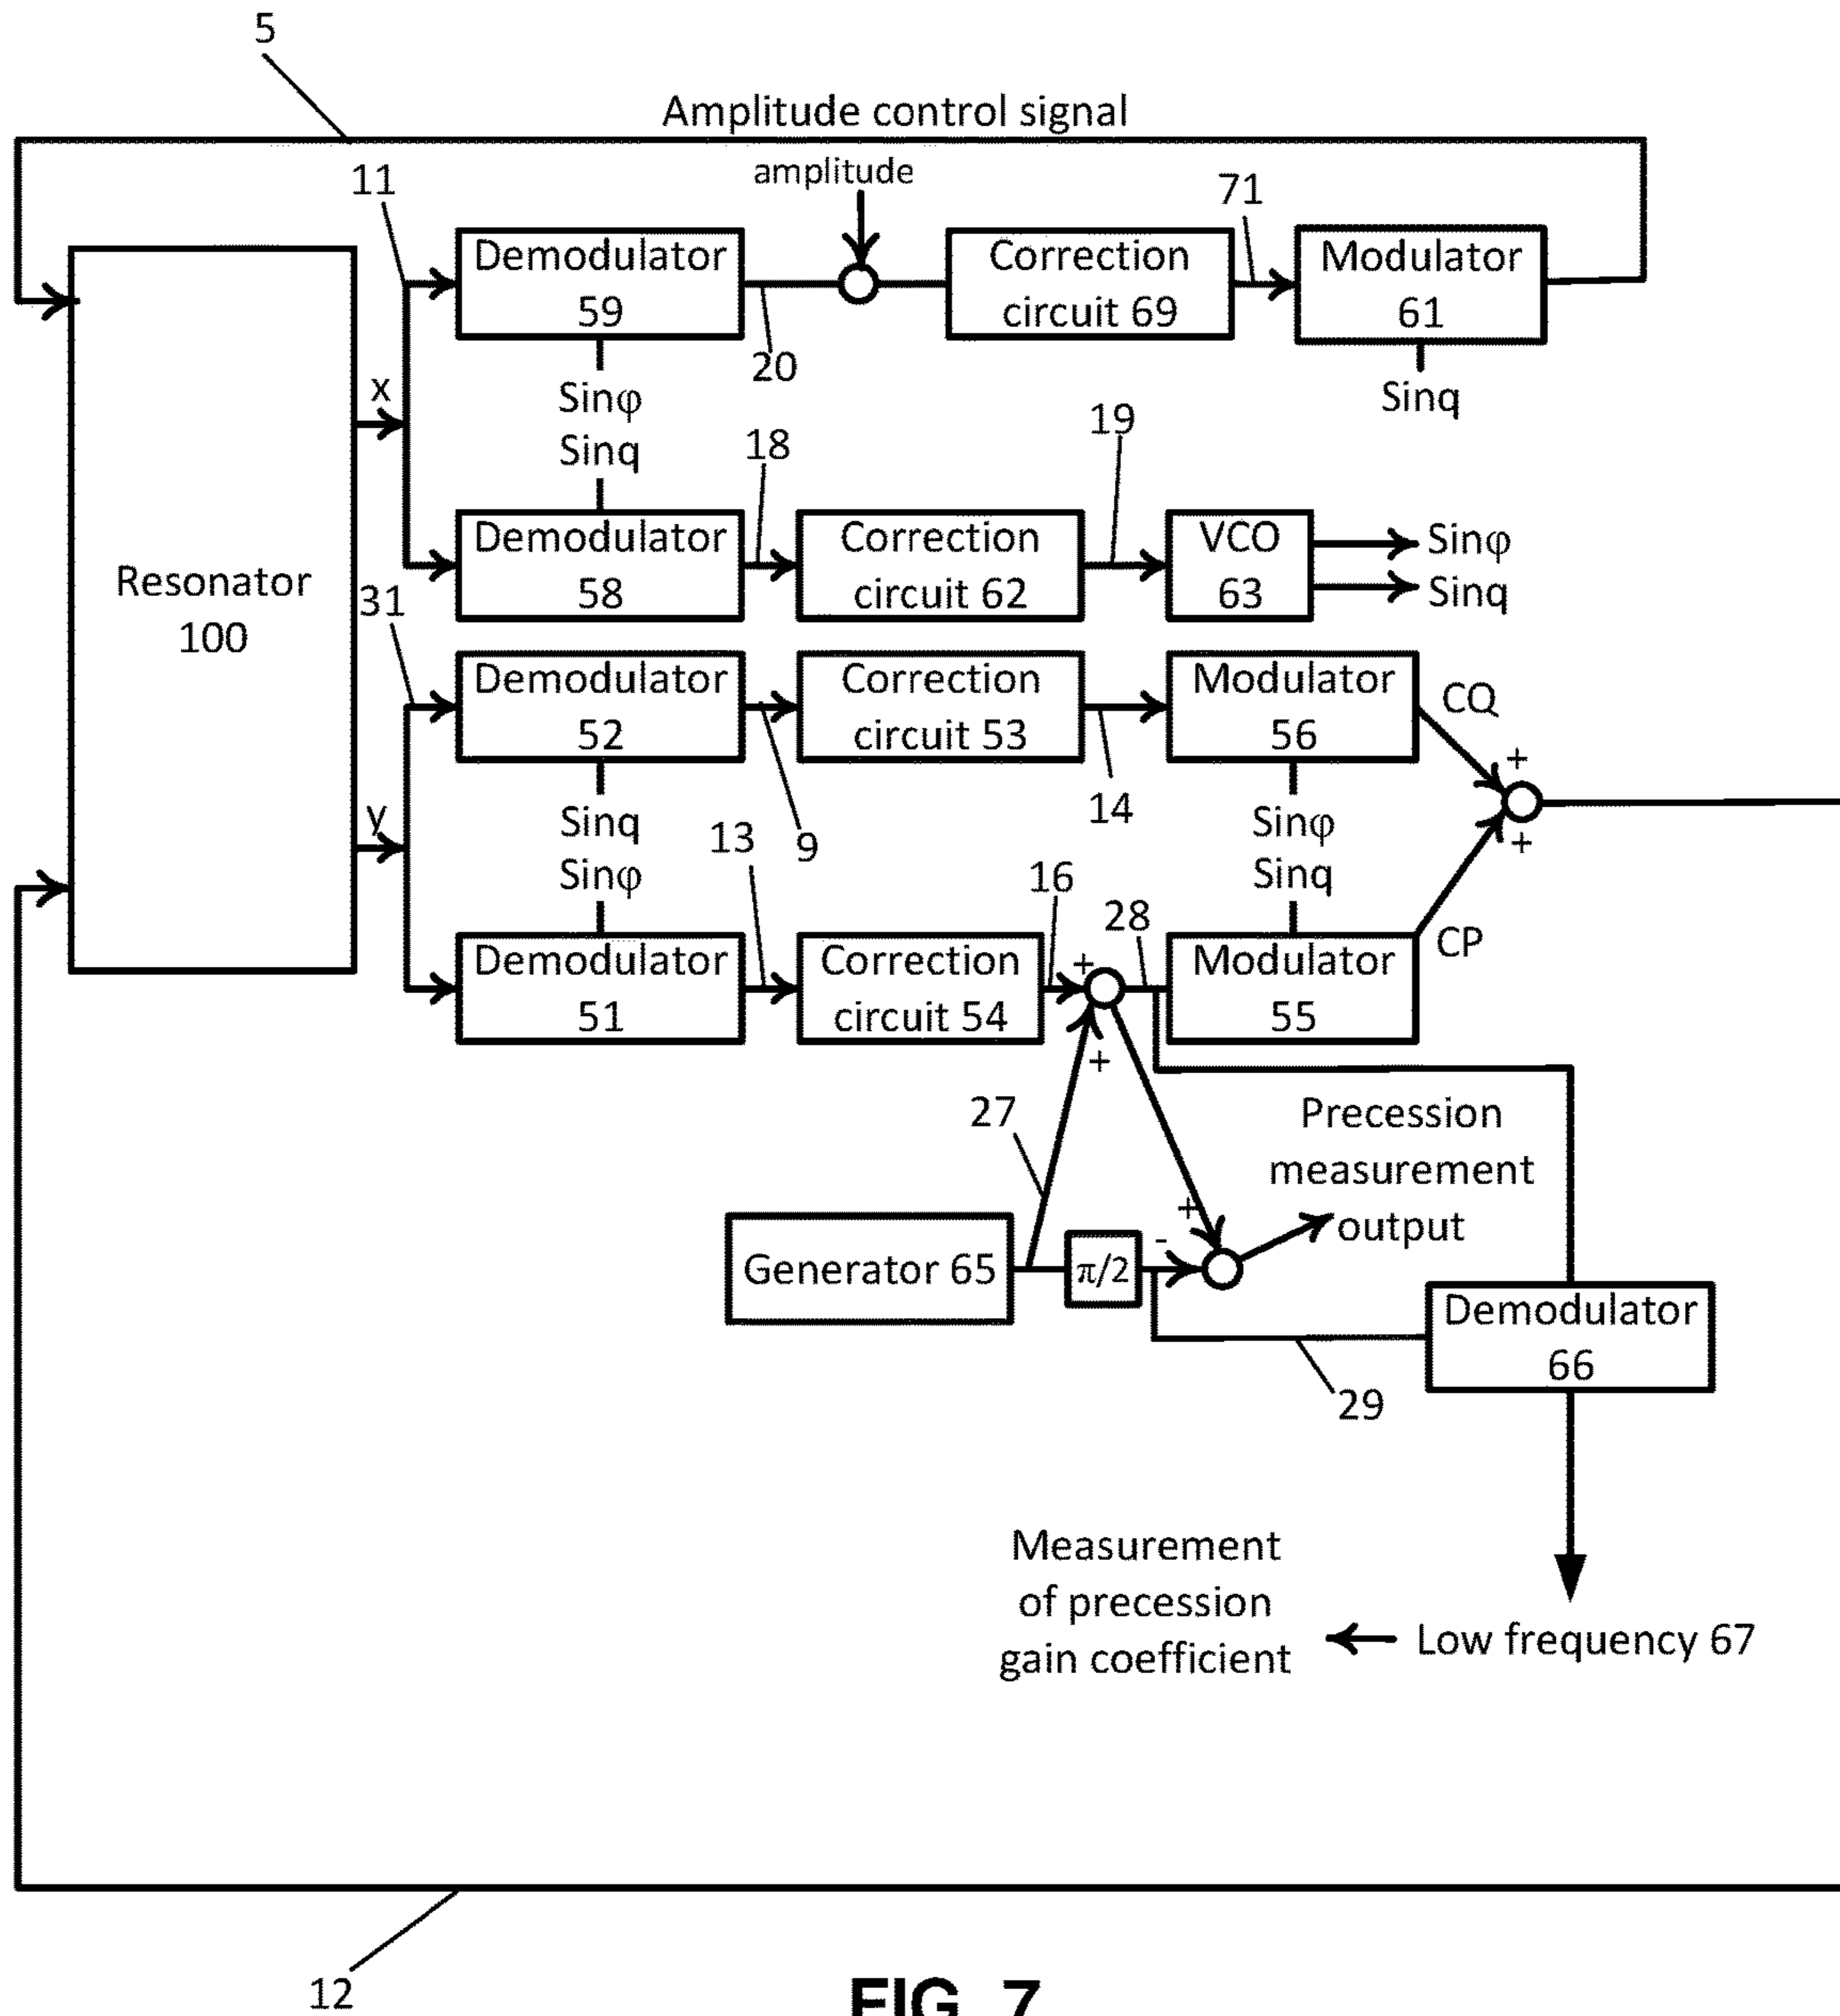 5
Amplitude control signal
11
amplitude
71
Demodulator
59
Correction
circuit 69
Modulator
61
20
x
Sinφ
Sinq
Sinq
18
19
Demodulator
58
Correction
circuit 62
VCO
63
Sinφ
Sinq
Resonator
100
31
Demodulator
52
Correction
circuit 53
Modulator
56
CQ
+
y
Sinq
Sinφ
13
9
14
Sinφ
Sinq
+
16
28
Demodulator
51
Correction
circuit 54
+
Modulator
55
CP
+
27
Precession
measurement
output
+
-
Generator 65
π/2
Demodulator
66
29
Measurement
of precession
gain coefficient
Low frequency 67
12
FIG. 7